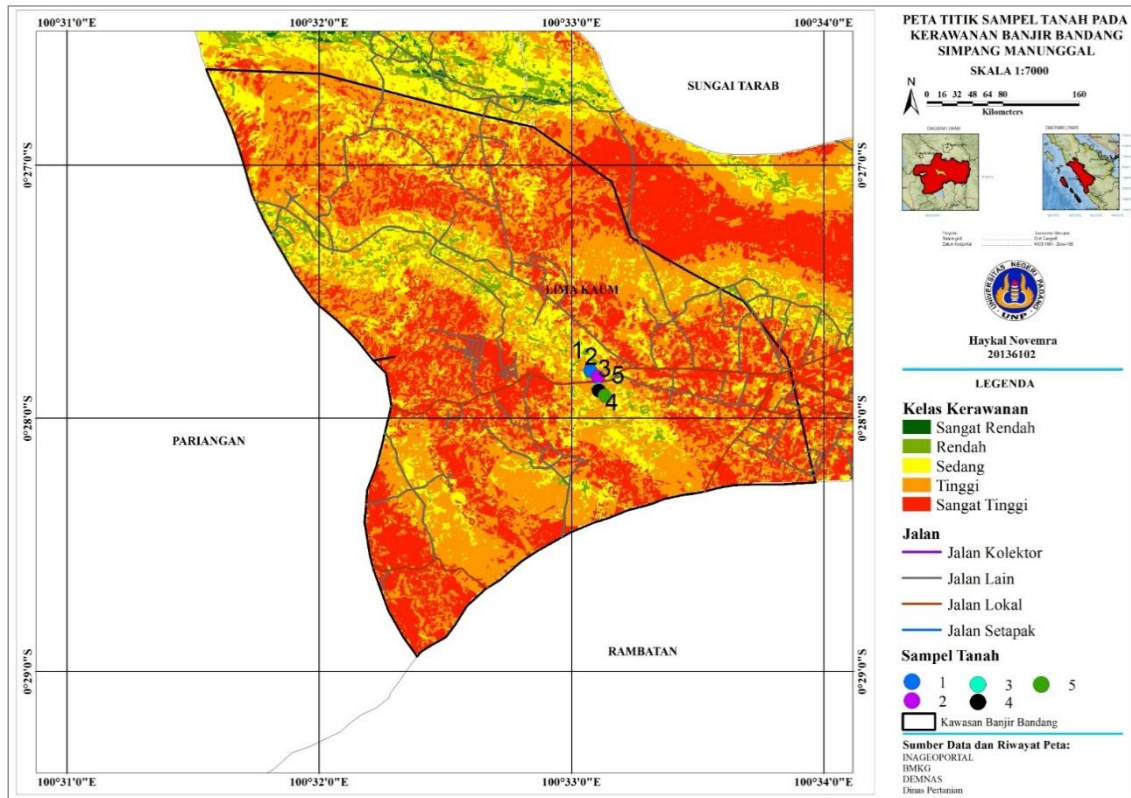 100°31'0"E 100°32'0"E 100°33'0"E 100°34'0"E
0°27'0"S 0°27'0"S
0°28'0"S 0°28'0"S
0°29'0"S 0°29'0"S
SUNGAI TARAB
LIMA KAUM
1
2
3
5
4
PARIANGAN
RAMBATAN
100°31'0"E 100°32'0"E 100°33'0"E 100°34'0"E
PETA TITIK SAMPEL TANAH PADA
KERAWANAN BANJIR BANDANG
SIMPANG MANUNGGAL
SKALA 1:7000
N
0 16 32 48 64 80 160
Kilometers
UNIVERSITAS NEGERI PADANG
UNP
Haykal Novemra
20136102
LEGENDA
Kelas Kerawanan
Sangat Rendah
Rendah
Sedang
Tinggi
Sangat Tinggi
Jalan
Jalan Kolektor
Jalan Lain
Jalan Lokal
Jalan Setapak
Sampel Tanah
1 3 5
2 4
Kawasan Banjir Bandang
Sumber Data dan Riwayat Peta:
INAGEOPORTAL
BMKG
DEMNAS
Dinas Pertanian